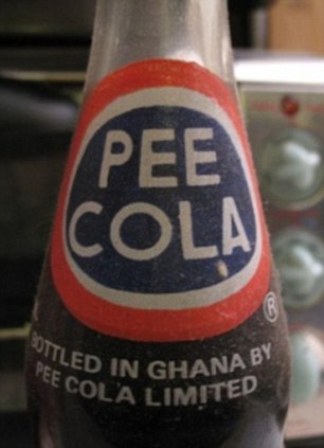 PEE
COLA
®
BOTTLED IN GHANA BY
PEE COLA LIMITED